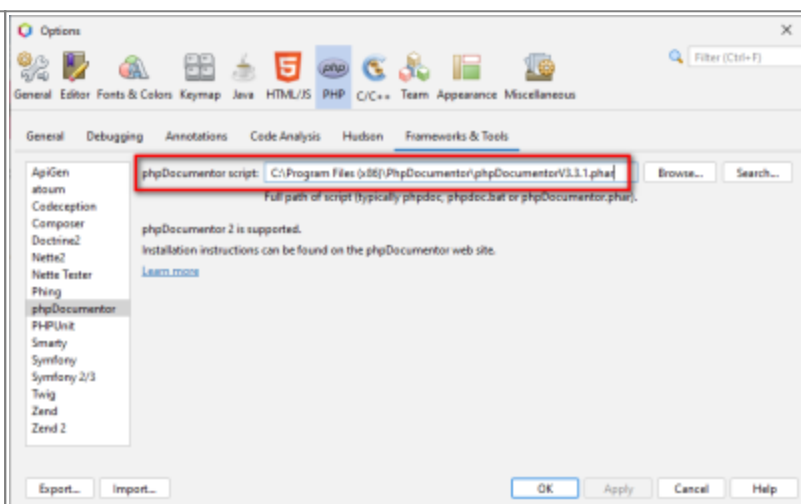 Options
Filter (Ctrl+F)
General Editor Fonts & Colors Keymap Java HTML/JS PHP C/C++ Team Appearance Miscellaneous
General Debugging Annotations Code Analysis Hudson Frameworks & Tools
ApiGen
atoum
Codeception
Composer
Doctrine2
Nette2
Nette Tester
Phing
phpDocumentor
PHPUnit
Smarty
Symfony
Symfony 2/3
Twig
Zend
Zend 2
phpDocumentor script: C:\Program Files (x86)\PhpDocumentor\phpDocumentorV3.3.1.phar Browse... Search...
Full path of script (typically phpdoc, phpdoc.bat or phpDocumentor.phar).
phpDocumentor 2 is supported.
Installation instructions can be found on the phpDocumentor web site.
Learn more
Export... Import... OK Apply Cancel Help